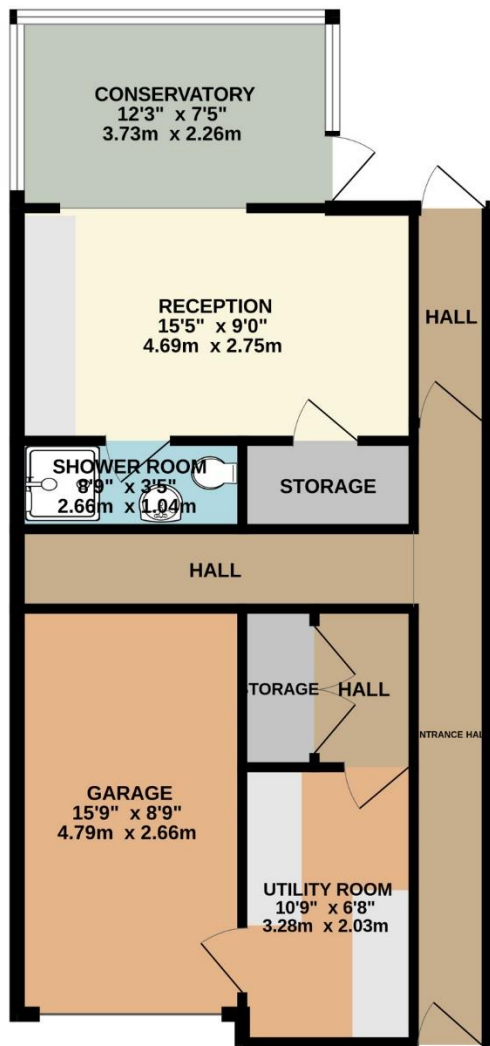 CONSERVATORY
12'3" x 7'5"
3.73m x 2.26m
RECEPTION
15'5" x 9'0"
4.69m x 2.75m
HALL
SHOWER ROOM
8'9" x 3'5"
2.66m x 1.04m
STORAGE
HALL
STORAGE
HALL
NTRANCE HAL
GARAGE
15'9" x 8'9"
4.79m x 2.66m
UTILITY ROOM
10'9" x 6'8"
3.28m x 2.03m